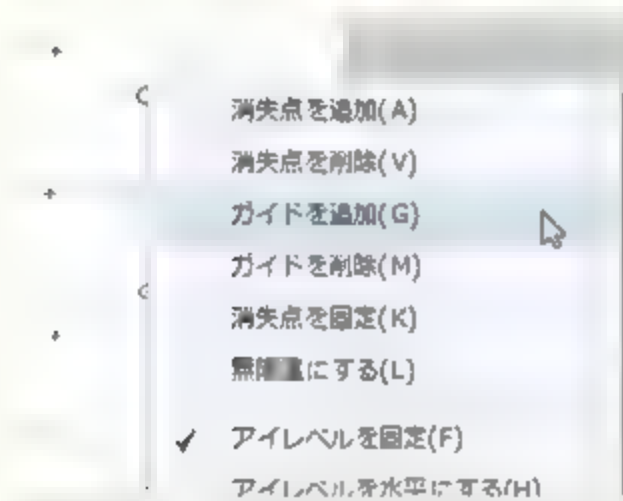 消失点を追加(A)
消失点を削除(V)
ガイドを追加(G)
ガイドを削除(M)
消失点を固定(K)
にする(L)
アイレベルを固定(F)
アイレベルを水平にする(H)